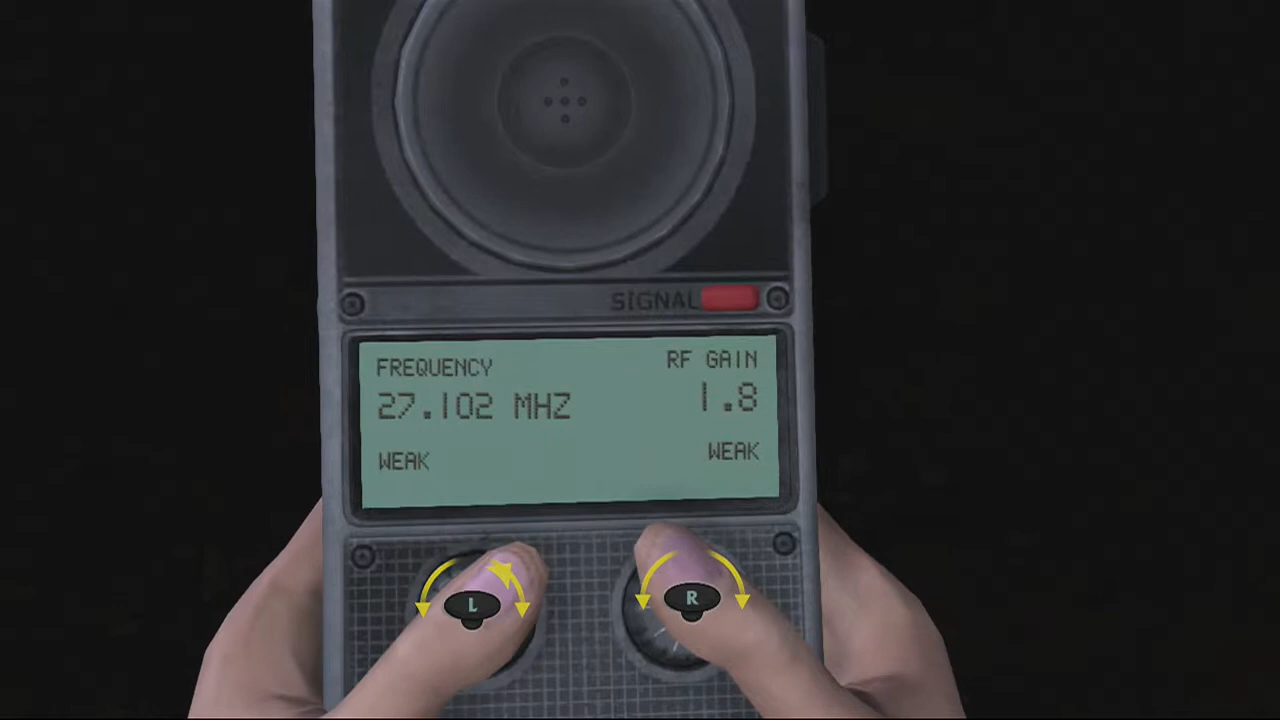 SIGNAL
FREQUENCY RF GAIN
27.102 MHZ 1.8
WEAK WEAK
L R